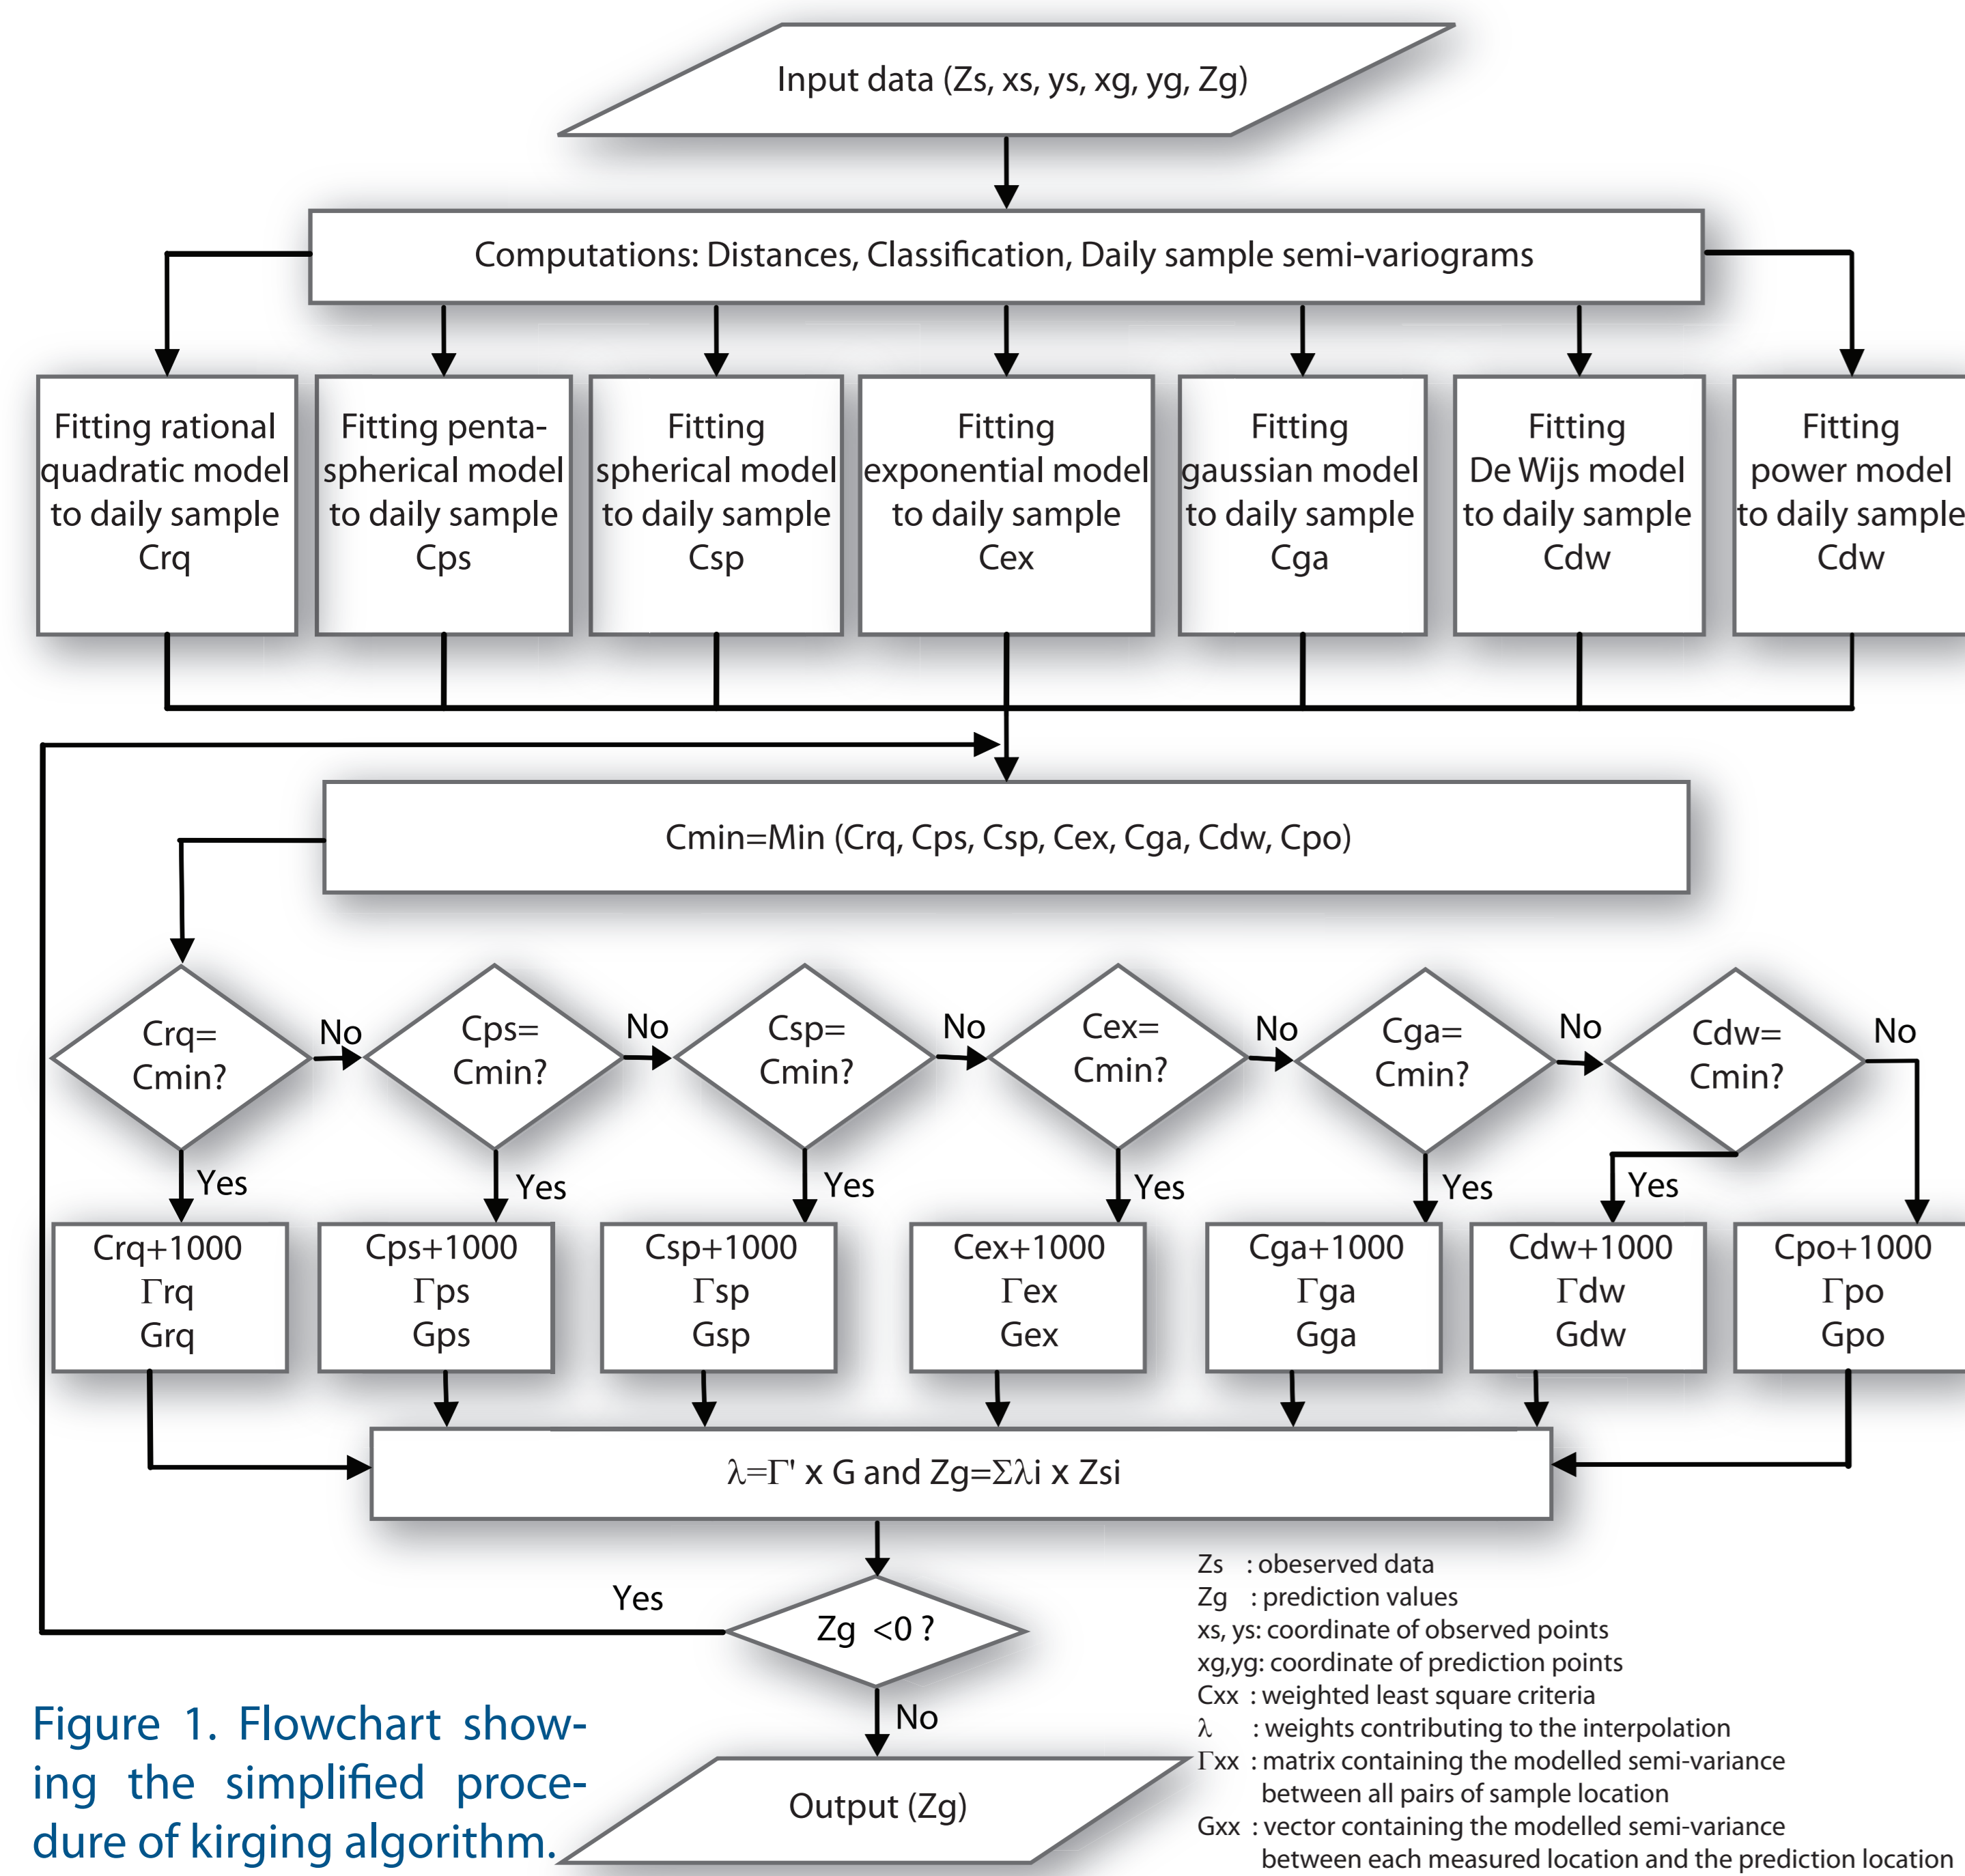 Input data (Zs, xs, ys, xg, yg, Zg)
Computations: Distances, Classification, Daily sample semi-variograms
Fitting rational
quadratic model
to daily sample
Crq
Fitting penta-
spherical model
to daily sample
Cps
Fitting
spherical model
to daily sample
Csp
Fitting
exponential model
to daily sample
Cex
Fitting
gaussian model
to daily sample
Cga
Fitting
De Wijs model
to daily sample
Cdw
Fitting
power model
to daily sample
Cdw
Cmin=Min (Crq, Cps, Csp, Cex, Cga, Cdw, Cpo)
Crq=
Cmin?
No
Cps=
Cmin?
No
Csp=
Cmin?
No
Cex=
Cmin?
No
Cga=
Cmin?
No
Cdw=
Cmin?
No
Yes
Yes
Yes
Yes
Yes
Yes
Crq+1000
Γrq
Grq
Cps+1000
Γps
Gps
Csp+1000
Γsp
Gsp
Cex+1000
Γex
Gex
Cga+1000
Γga
Gga
Cdw+1000
Γdw
Gdw
Cpo+1000
Γpo
Gpo
λ=Γ' x G and Zg=Σλi x Zsi
Yes
Zg <0 ?
No
Output (Zg)
Zs : obeserved data
Zg : prediction values
xs, ys: coordinate of observed points
xg,yg: coordinate of prediction points
Cxx : weighted least square criteria
λ : weights contributing to the interpolation
Γxx : matrix containing the modelled semi-variance
between all pairs of sample location
Gxx : vector containing the modelled semi-variance
between each measured location and the prediction location
Figure 1. Flowchart show-
ing the simplified proce-
dure of kirging algorithm.